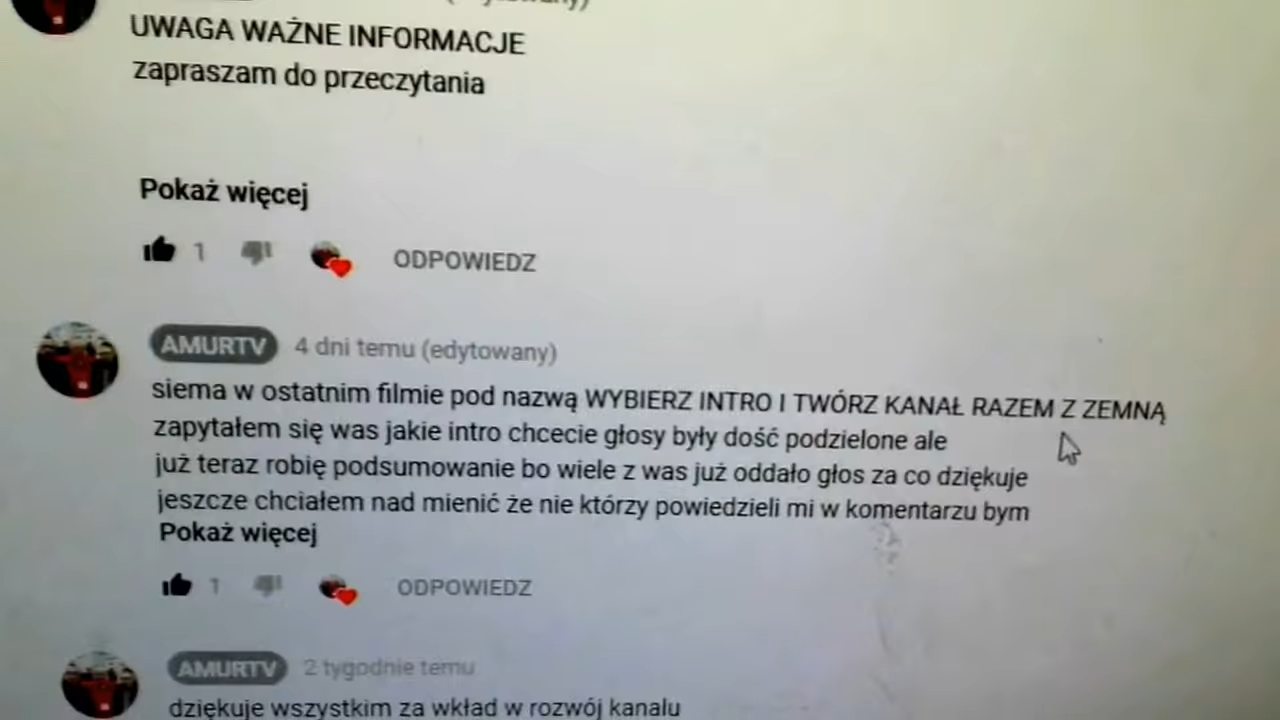 UWAGA WAŻNE INFORMACJE
zapraszam do przeczytania
Pokaż więcej
1 ODPOWIEDZ
AMURTV 4 dni temu (edytowany)
siema w ostatnim filmie pod nazwą WYBIERZ INTRO I TWÓRZ KANAŁ RAZEM Z ZEMNĄ
zapytałem się was jakie intro chcecie głosy były dość podzielone ale
już teraz robię podsumowanie bo wiele z was już oddało głos za co dziękuje
jeszcze chciałem nad mienić że nie którzy powiedzieli mi w komentarzu bym
Pokaż więcej
1 ODPOWIEDZ
AMURTV 2 tygodnie temu
dziękuje wszystkim za wkład w rozwój kanalu